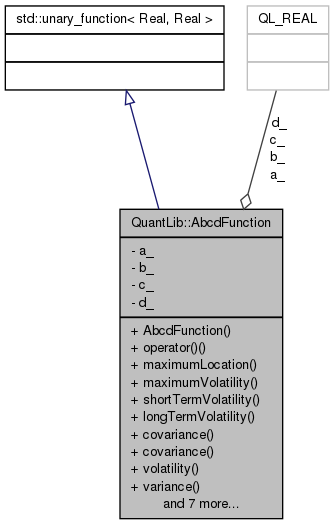 std::unary_function< Real, Real >
QL_REAL
d_
c_
b_
a_
QuantLib::AbcdFunction
- a_
- b_
- c_
- d_
+ AbcdFunction()
+ operator()()
+ maximumLocation()
+ maximumVolatility()
+ shortTermVolatility()
+ longTermVolatility()
+ covariance()
+ covariance()
+ volatility()
+ variance()
and 7 more...